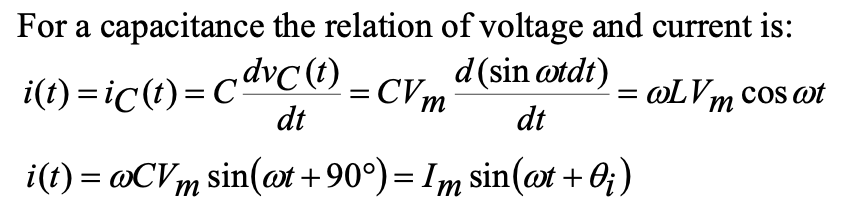 For a capacitance the relation of voltage and current is:
i(t) = iC(t) = C dvC(t)/dt = CVm d(sin ωtdt)/dt = ωLVm cos ωt
i(t) = ωCVm sin(ωt + 90°) = Im sin(ωt + θi)